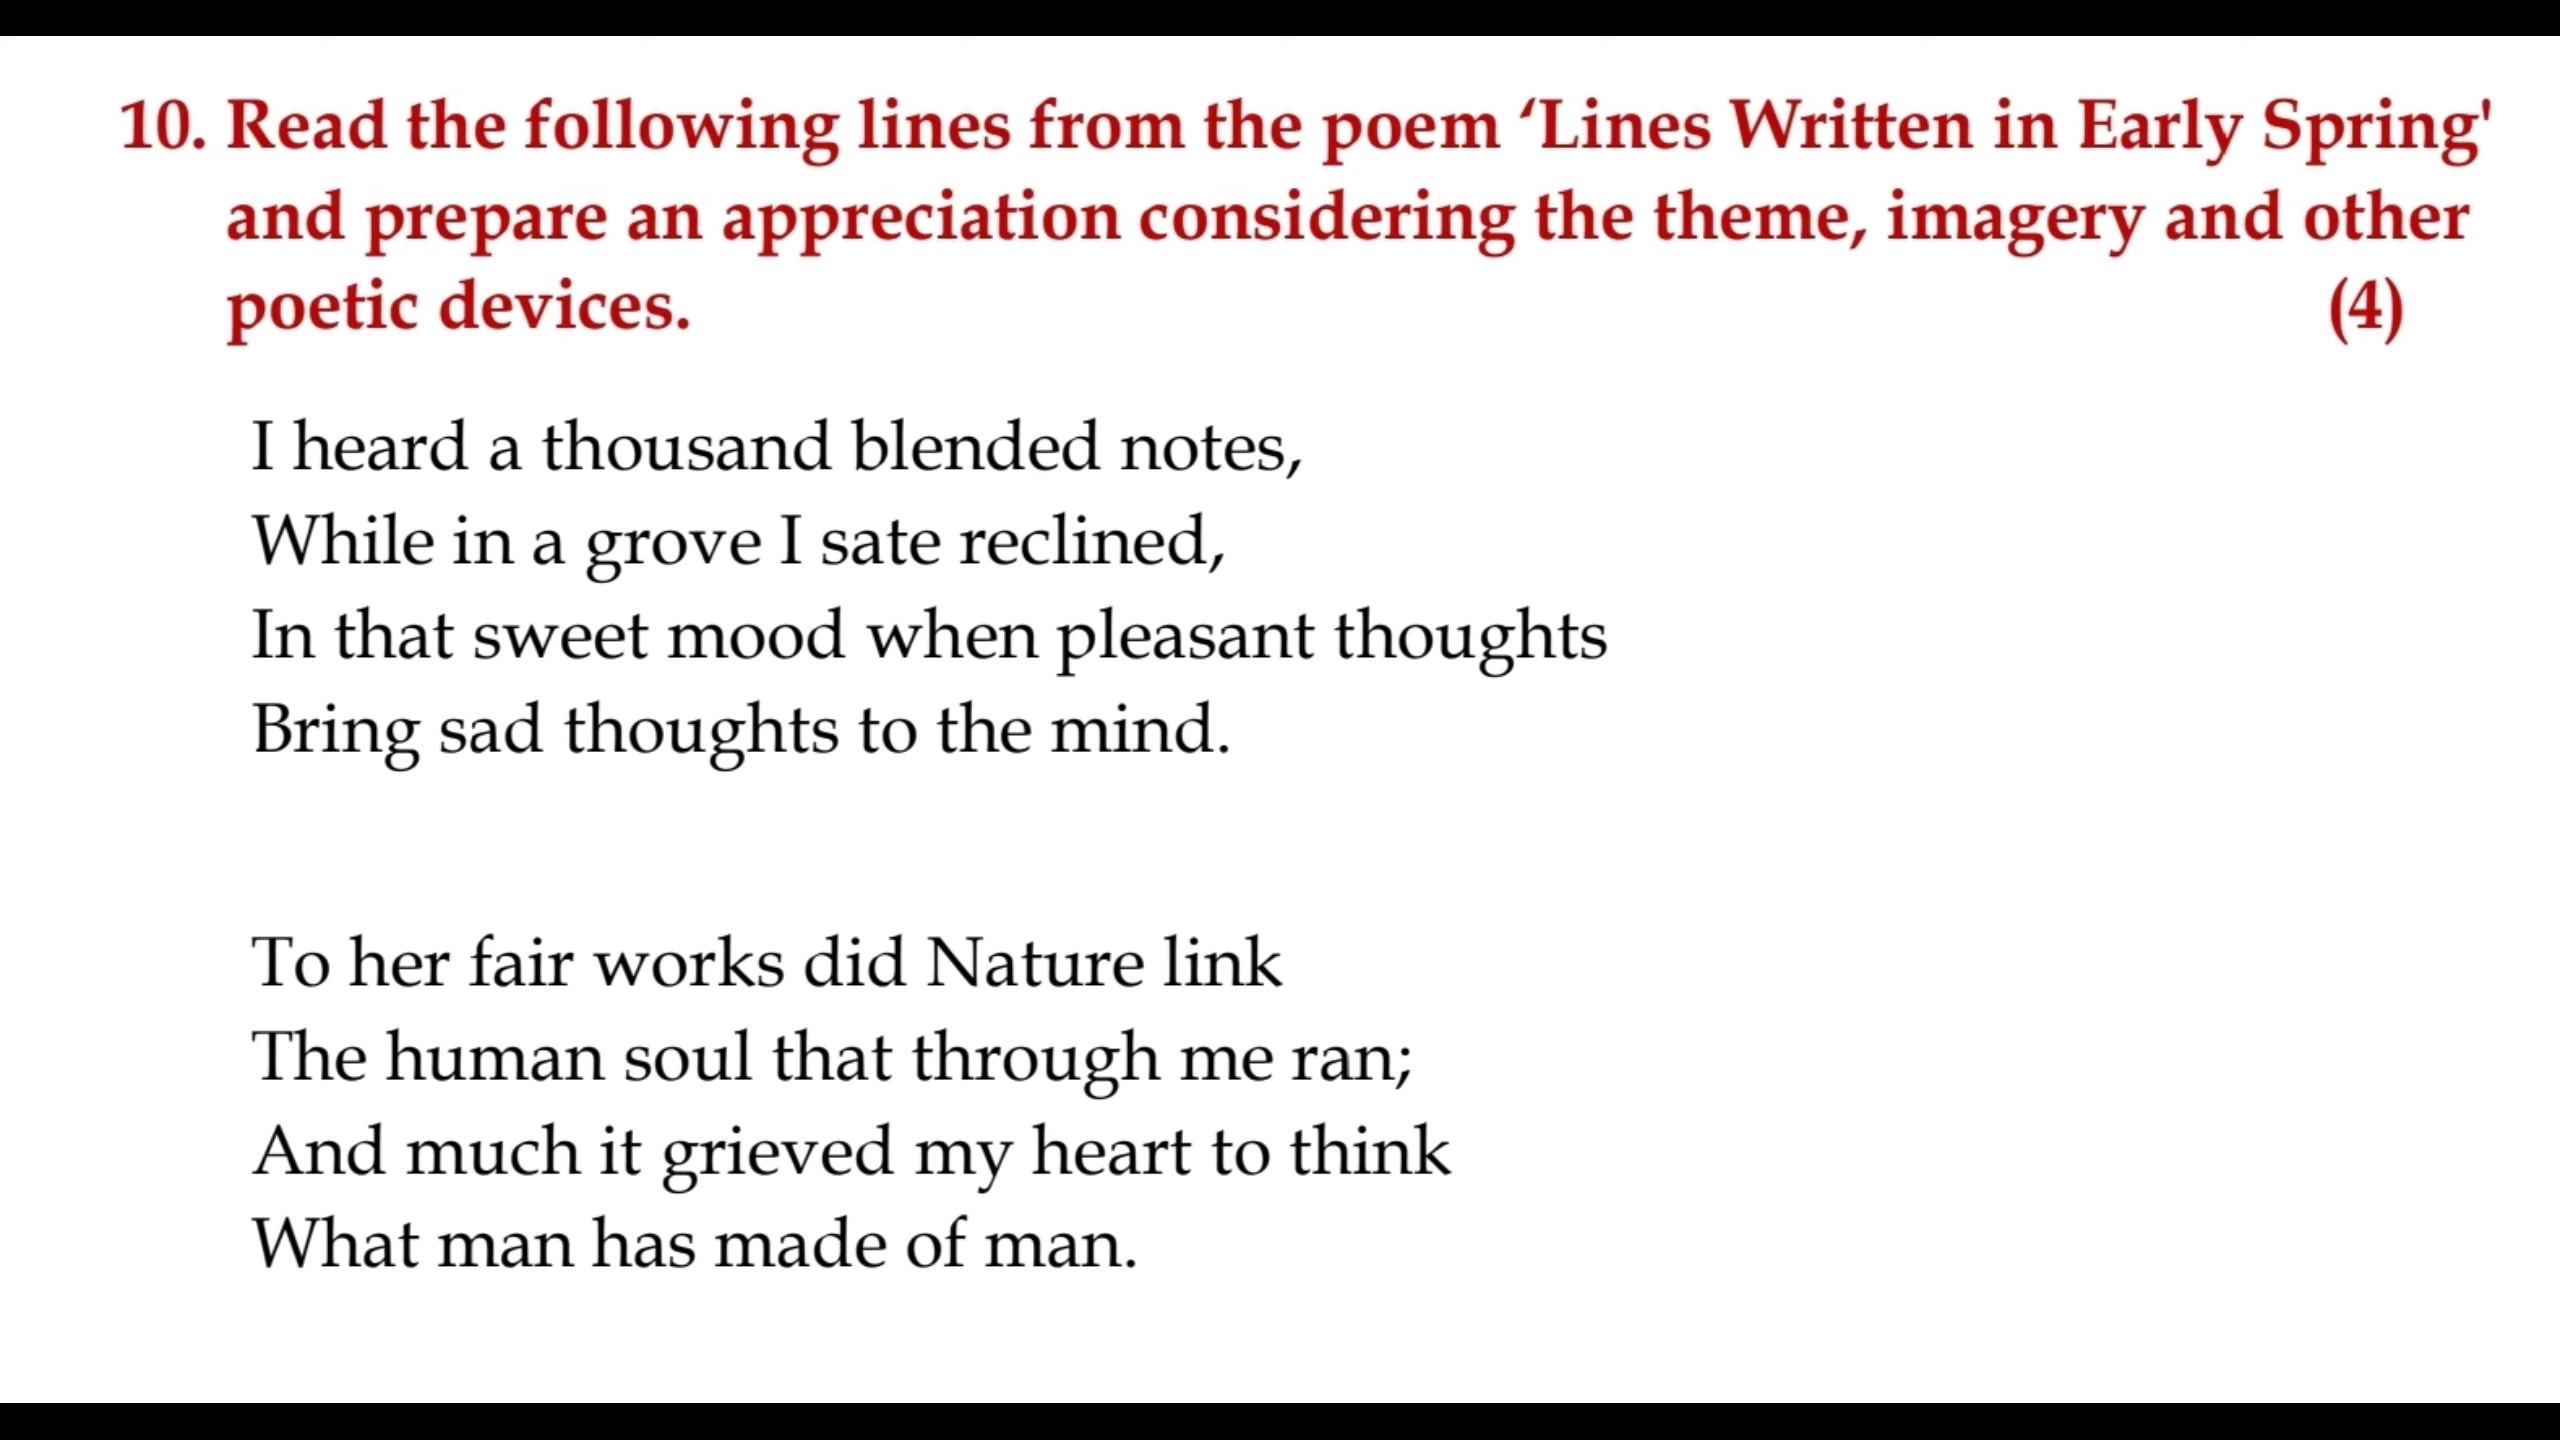 10. Read the following lines from the poem ‘Lines Written in Early Spring'
and prepare an appreciation considering the theme, imagery and other
poetic devices. (4)
I heard a thousand blended notes,
While in a grove I sate reclined,
In that sweet mood when pleasant thoughts
Bring sad thoughts to the mind.
To her fair works did Nature link
The human soul that through me ran;
And much it grieved my heart to think
What man has made of man.